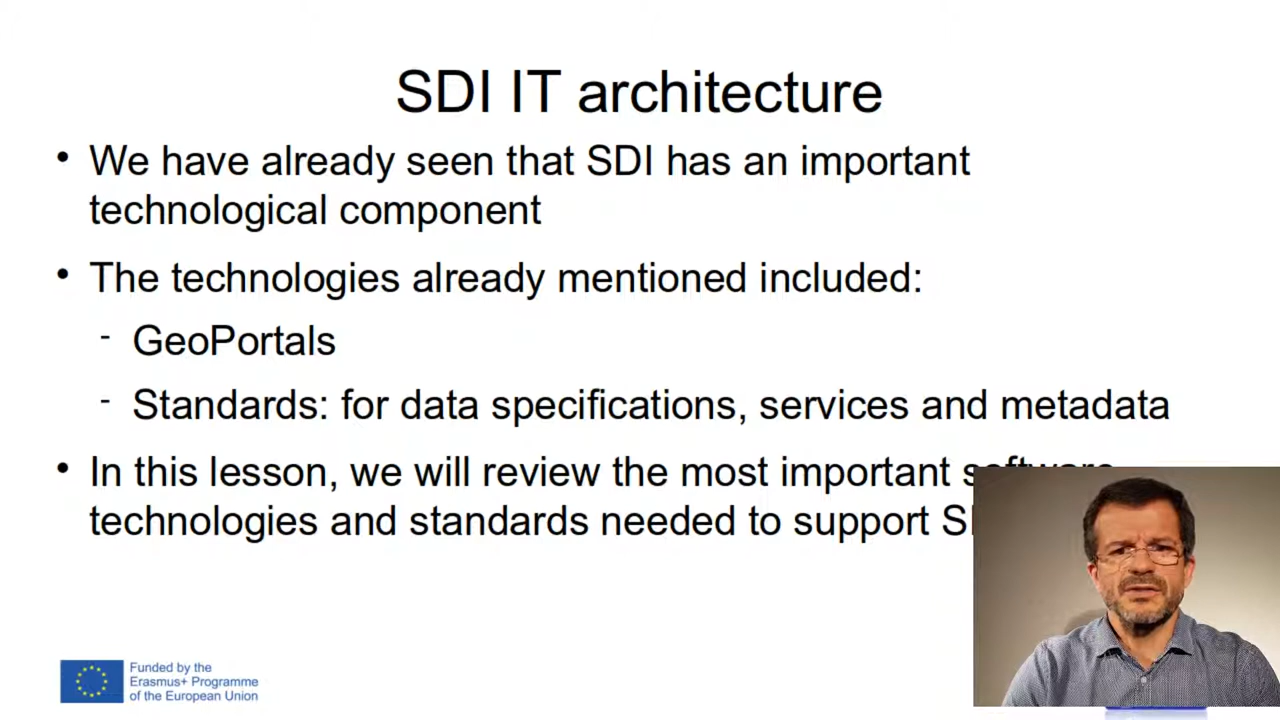 SDI IT architecture
• We have already seen that SDI has an important
technological component
• The technologies already mentioned included:
- GeoPortals
- Standards: for data specifications, services and metadata
• In this lesson, we will review the most important software
technologies and standards needed to support
Funded by the
Erasmus+ Programme
of the European Union